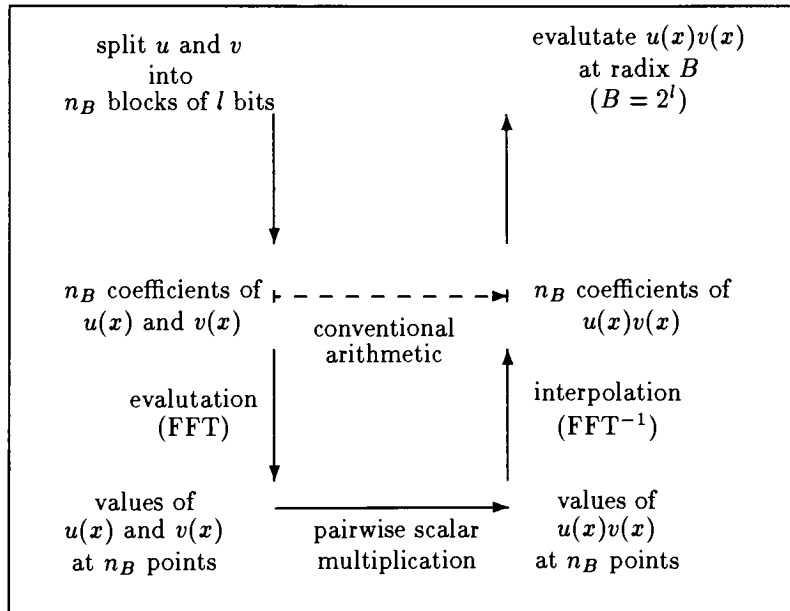 split u and v
into
n_B blocks of l bits
evalutate u(x)v(x)
at radix B
(B = 2^l)
n_B coefficients of
u(x) and v(x)
conventional
arithmetic
n_B coefficients of
u(x)v(x)
evalutation
(FFT)
interpolation
(FFT^{-1})
values of
u(x) and v(x)
at n_B points
pairwise scalar
multiplication
values of
u(x)v(x)
at n_B points